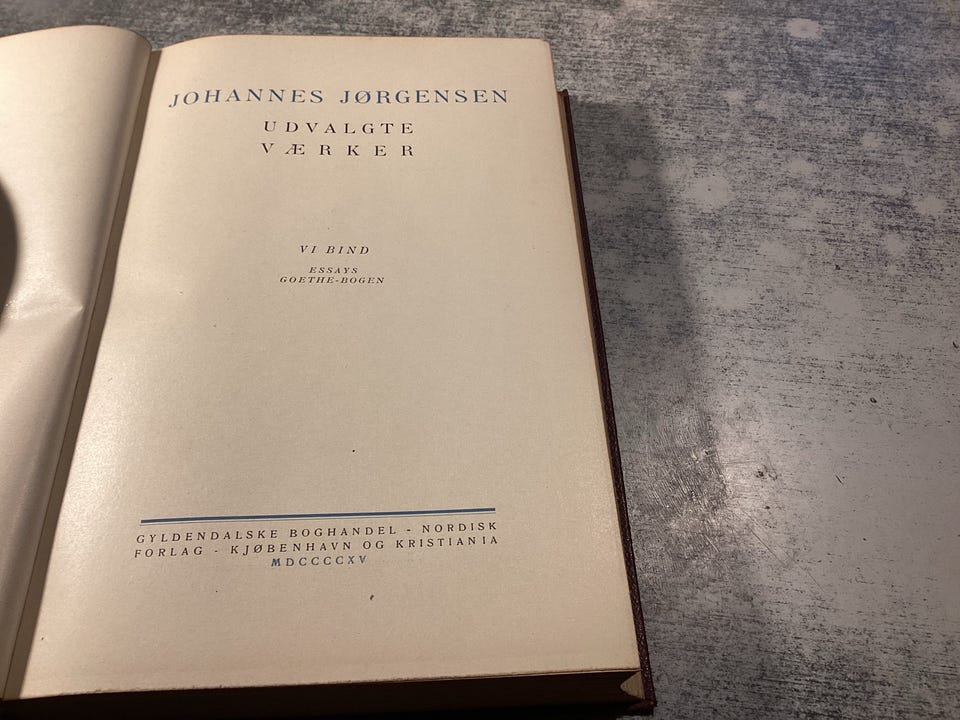 JOHANNES JØRGENSEN
UDVALGTE
VÆRKER
VI BIND
ESSAYS
GOETHE-BOGEN
GYLDENDALSKE BOGHANDEL - NORDISK
FORLAG - KJØBENHAVN OG KRISTIANIA
MDCCCCXV